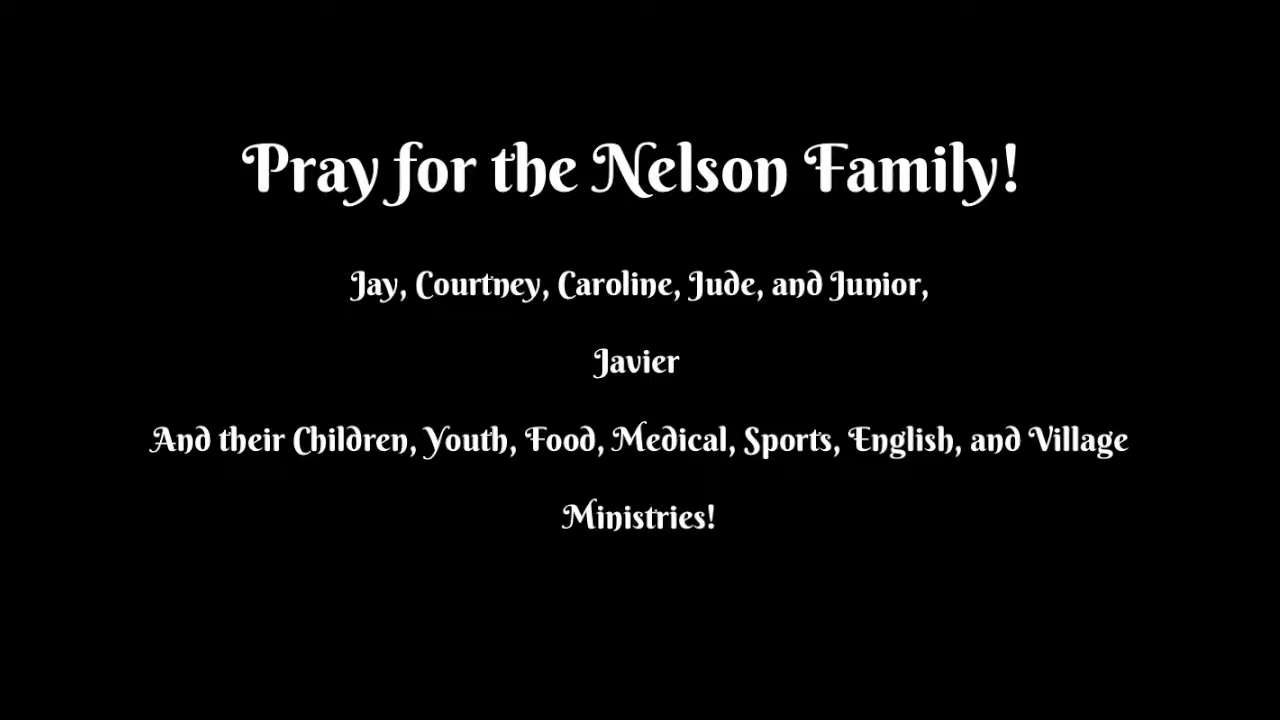 Pray for the Nelson Family!
Jay, Courtney, Caroline, Jude, and Junior,
Javier
And their Children, Youth, Food, Medical, Sports, English, and Village
Ministries!